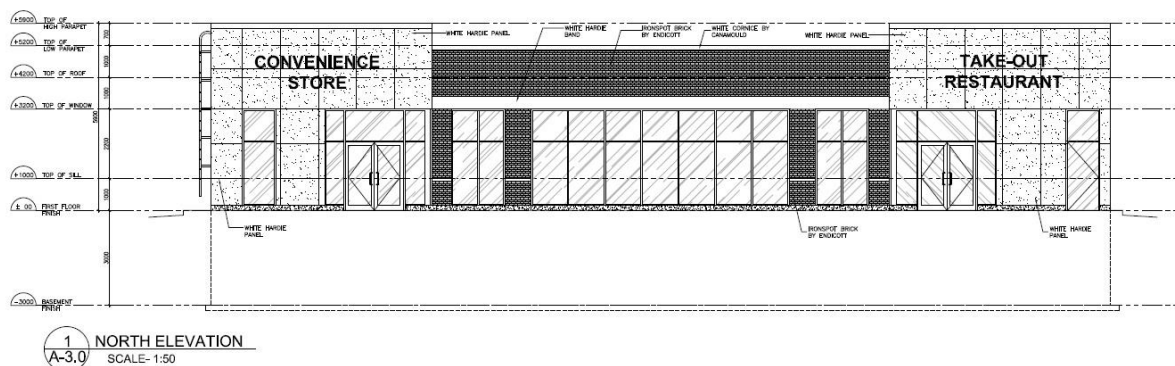 +5900 TOP OF
HIGH PARAPET
+5200 TOP OF
LOW PARAPET
+4200 TOP OF ROOF
+3200 TOP OF WINDOW
+1000 TOP OF SILL
± 00 FIRST FLOOR
FINISH
-3000 BASEMENT
FINISH
700
1000
1000
2200
1000
3000
5900
WHITE HARDIE PANEL
WHITE HARDIE
BAND
IRONSPOT BRICK
BY ENDICOTT
WHITE CORNICE BY
CANAMOULD
WHITE HARDIE PANEL
CONVENIENCE
STORE
TAKE-OUT
RESTAURANT
WHITE HARDIE
PANEL
IRONSPOT BRICK
BY ENDICOTT
WHITE HARDIE
PANEL
1
A-3.0
NORTH ELEVATION
SCALE- 1:50